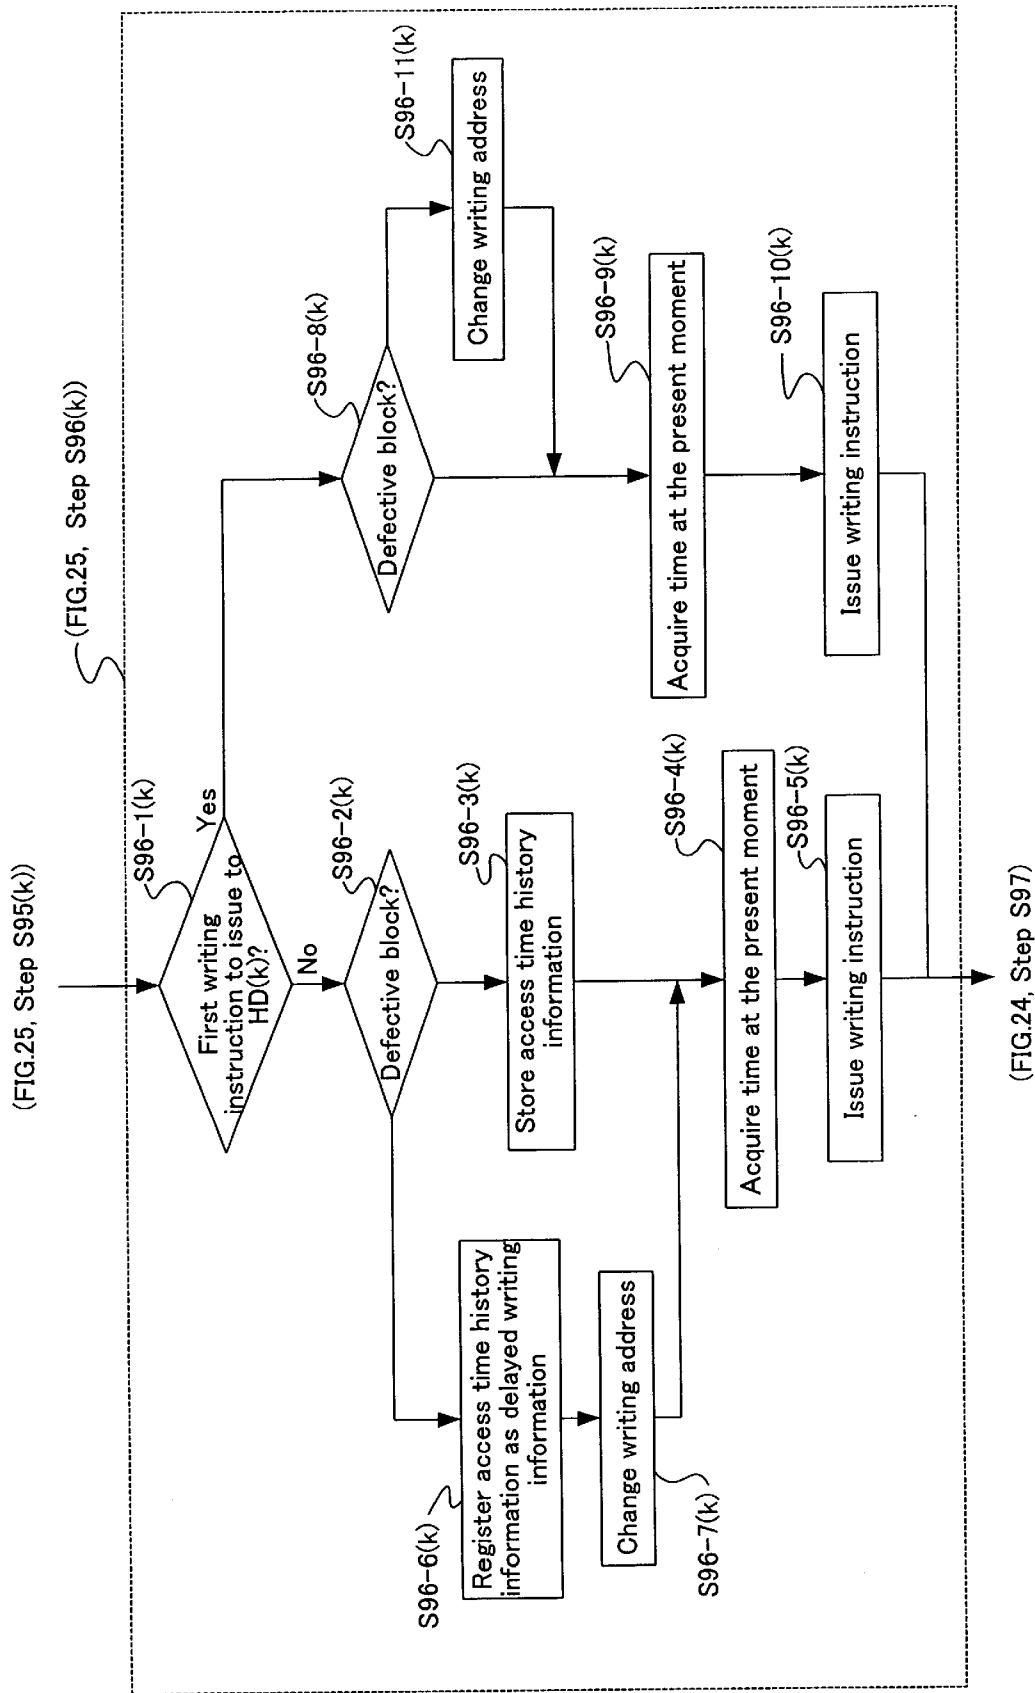 (FIG.25, Step S95(k))
(FIG.25, Step S96(k))
S96-1(k)
First writing
instruction to issue to
HD(k)?
Yes
No
S96-2(k)
Defective block?
S96-3(k)
Store access time history
information
S96-6(k)
Register access time history
information as delayed writing
information
Change writing address
S96-7(k)
S96-4(k)
Acquire time at the present moment
S96-5(k)
Issue writing instruction
S96-8(k)
Defective block?
S96-11(k)
Change writing address
S96-9(k)
Acquire time at the present moment
S96-10(k)
Issue writing instruction
(FIG.24, Step S97)